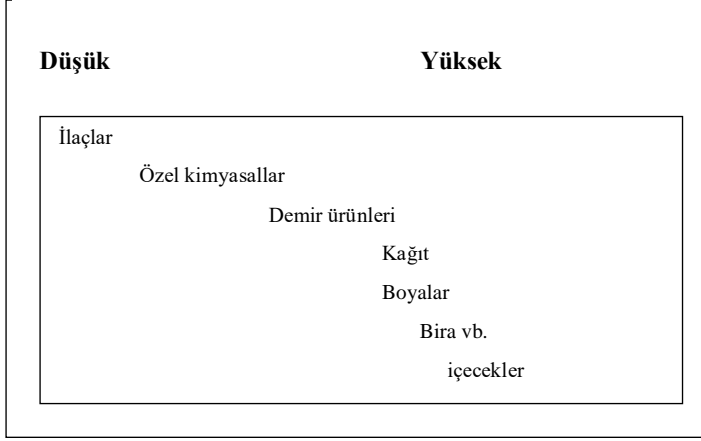 Düşük Yüksek
İlaçlar
Özel kimyasallar
Demir ürünleri
Kağıt
Boyalar
Bira vb.
içecekler